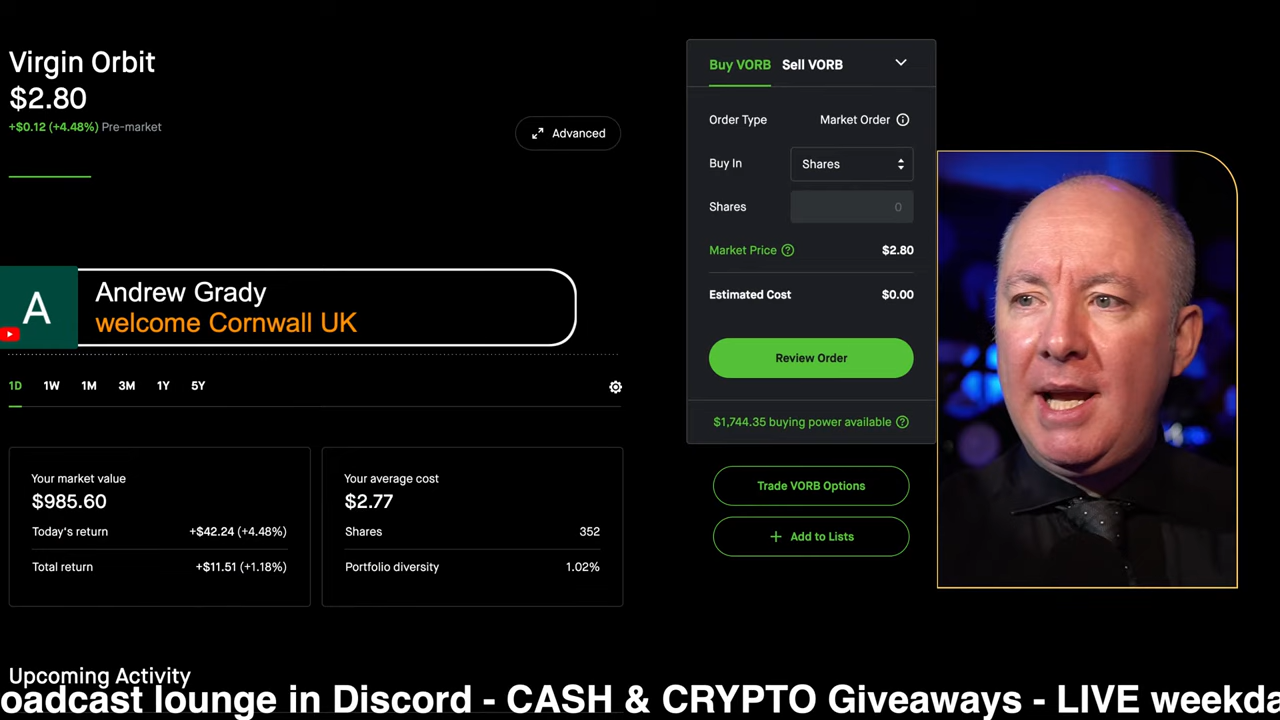 Virgin Orbit
$2.80
+$0.12 (+4.48%) Pre-market
Advanced
A
Andrew Grady
welcome Cornwall UK
1D 1W 1M 3M 1Y 5Y
Your market value
$985.60
Today's return +$42.24 (+4.48%)
Total return +$11.51 (+1.18%)
Your average cost
$2.77
Shares 352
Portfolio diversity 1.02%
Upcoming Activity
Buy VORB Sell VORB
Order Type Market Order
Buy In Shares
Shares 0
Market Price $2.80
Estimated Cost $0.00
Review Order
$1,744.35 buying power available
Trade VORB Options
+ Add to Lists
oadcast lounge in Discord - CASH & CRYPTO Giveaways - LIVE weekda